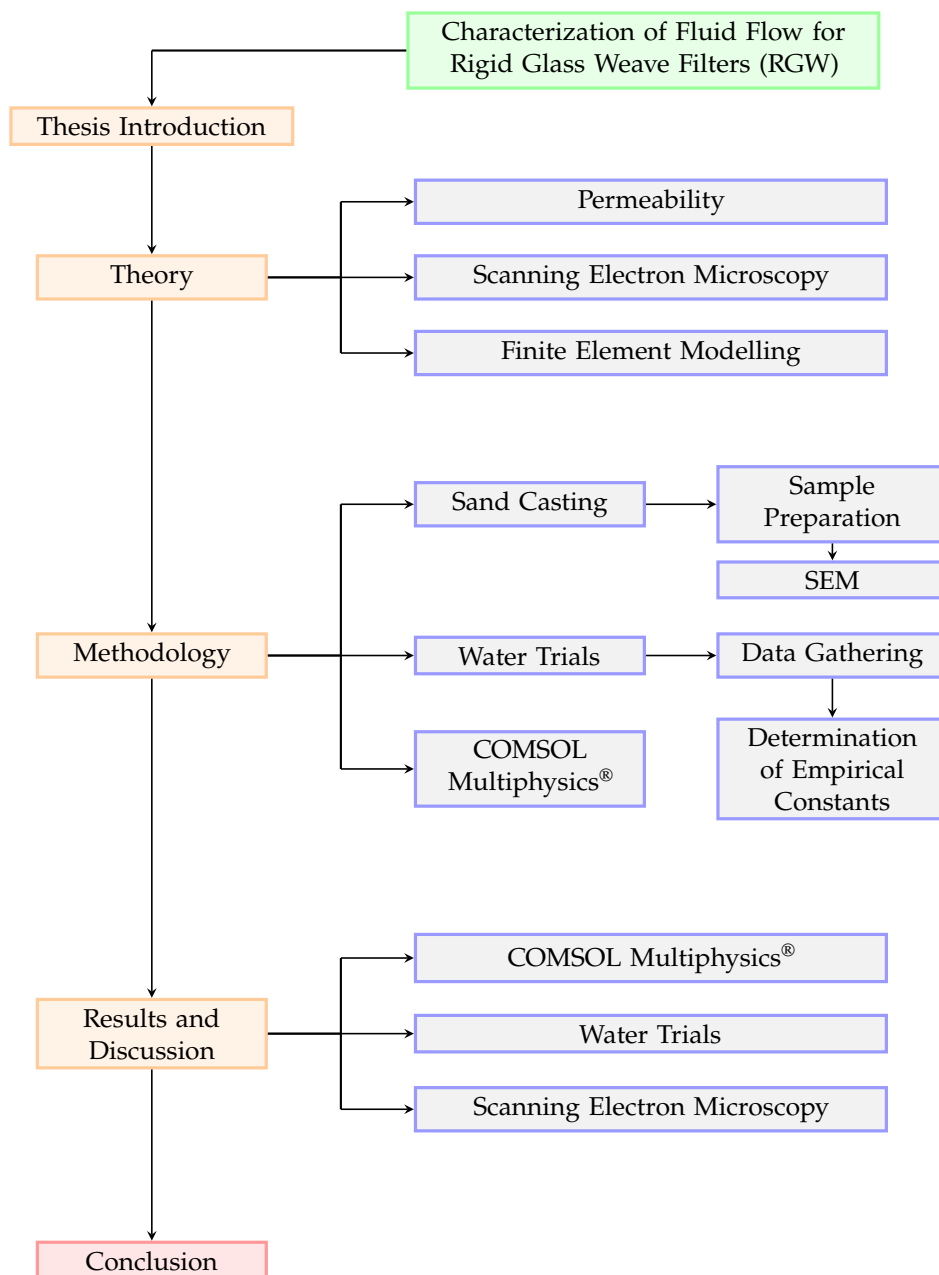 Characterization of Fluid Flow for
Rigid Glass Weave Filters (RGW)
Thesis Introduction
Permeability
Theory
Scanning Electron Microscopy
Finite Element Modelling
Sand Casting
Sample
Preparation
SEM
Methodology
Water Trials
Data Gathering
COMSOL
Multiphysics®
Determination
of Empirical
Constants
COMSOL Multiphysics®
Results and
Discussion
Water Trials
Scanning Electron Microscopy
Conclusion